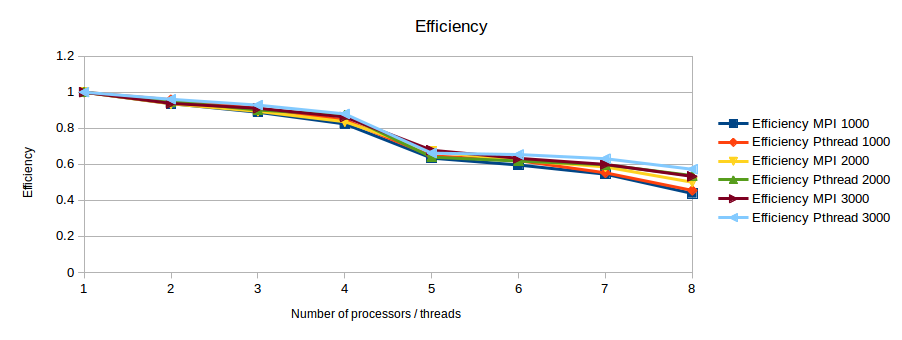 Efficiency
1.2
1
0.8
0.6
0.4
0.2
0
Efficiency
1 2 3 4 5 6 7 8
Number of processors / threads
Efficiency MPI 1000
Efficiency Pthread 1000
Efficiency MPI 2000
Efficiency Pthread 2000
Efficiency MPI 3000
Efficiency Pthread 3000